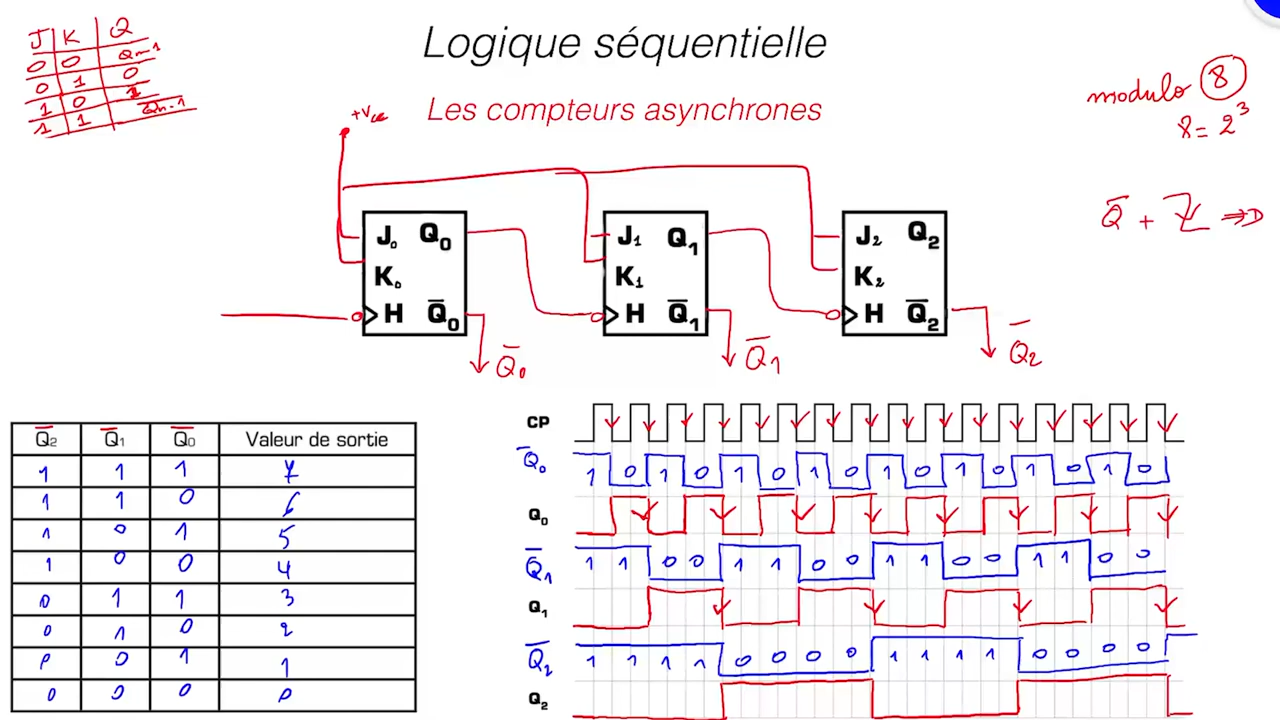 Logique séquentielle
Les compteurs asynchrones
J K Q
0 0 Qn-1
0 1 0
1 0 1
1 1 Q̅n-1
modulo 8
8 = 2³
Q̅ + ⇒ D
+Vcc
J₀ Q₀
K₀
H Q̅₀
J₁ Q₁
K₁
H Q̅₁
J₂ Q₂
K₂
H Q̅₂
Q̅₀
Q̅₁
Q̅₂
Q̅₂ Q̅₁ Q̅₀ Valeur de sortie
1 1 1 7
1 1 0 6
1 0 1 5
1 0 0 4
0 1 1 3
0 1 0 2
0 0 1 1
0 0 0 0
CP
Q̅₀ 1 0 1 0 1 0 1 0 1 0 1 0 1 0 1 0
Q₀
Q̅₁ 1 1 0 0 1 1 0 0 1 1 0 0 1 1 0 0
Q₁
Q̅₂ 1 1 1 1 0 0 0 0 1 1 1 1 0 0 0 0
Q₂